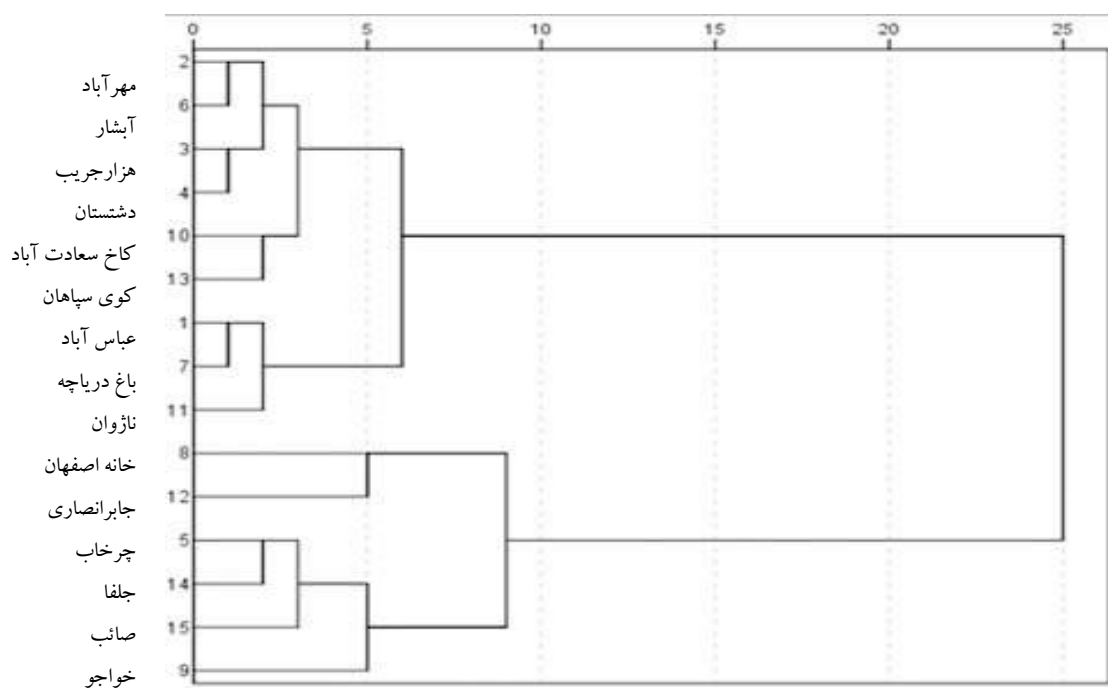 0 5 10 15 20 25
2
مهرآباد
6
آبشار
3
هزارجریب
4
دشتستان
10
کاخ سعادت آباد
13
کوی سپاهان
1
عباس آباد
7
باغ دریاچه
11
ناژوان
8
خانه اصفهان
12
جابرانصاری
5
چرخاب
14
جلفا
15
صائب
9
خواجو